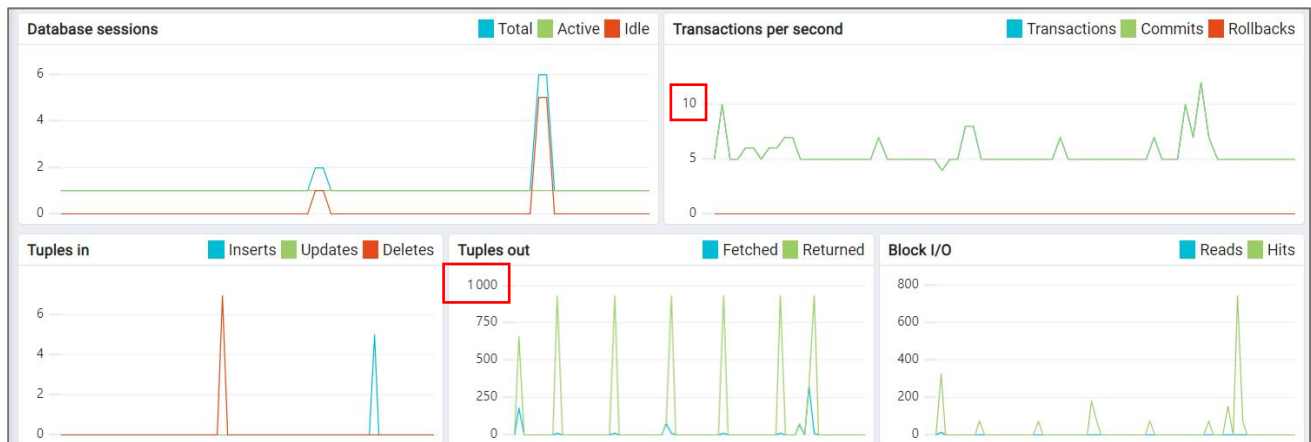 Database sessions
Total Active Idle
6
4
2
0
Transactions per second
Transactions Commits Rollbacks
10
5
0
Tuples in
Inserts Updates Deletes
6
4
2
0
Tuples out
Fetched Returned
1 000
750
500
250
0
Block I/O
Reads Hits
800
600
400
200
0